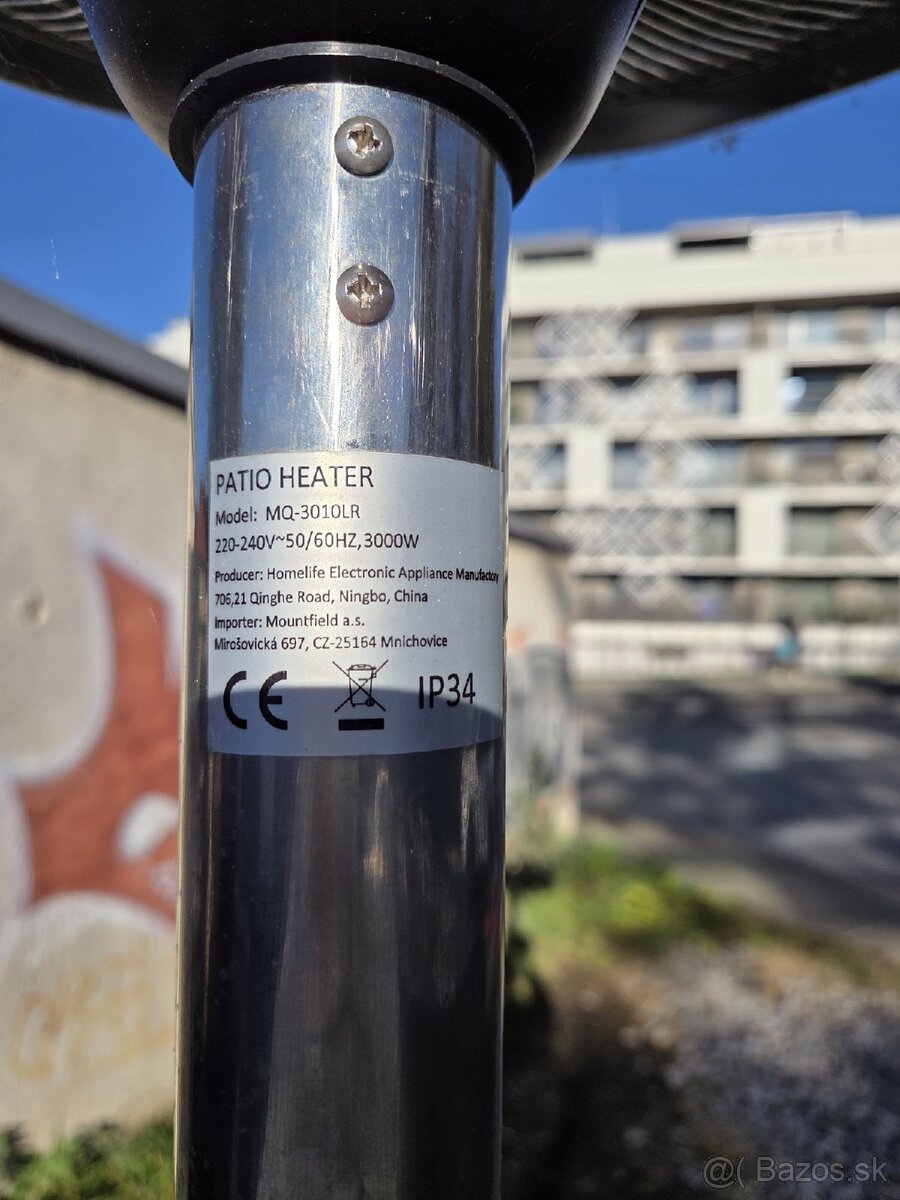 PATIO HEATER
Model: MQ-3010LR
220-240V~50/60HZ,3000W
Producer: Homelife Electronic Appliance Manufactory
706,21 Qinghe Road, Ningbo, China
Importer: Mountfield a.s.
Mirošovická 697, CZ-25164 Mnichovice
CE IP34
@( Bazos.sk